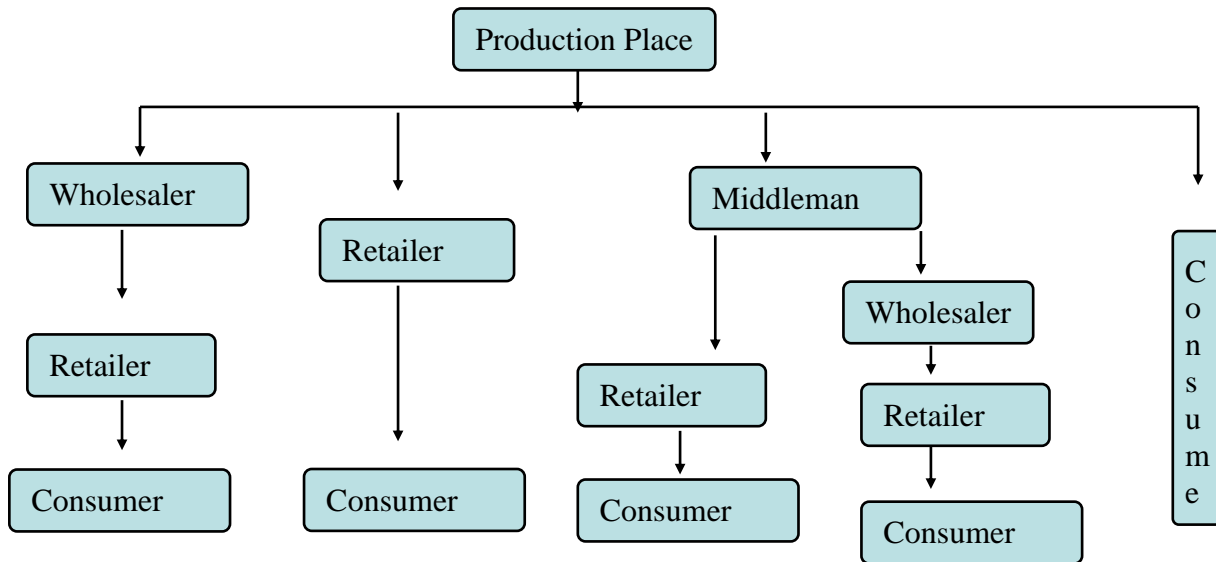 Production Place
Wholesaler
Retailer
Consumer
Retailer
Consumer
Middleman
Retailer
Consumer
Wholesaler
Retailer
Consumer
C
o
n
s
u
m
e